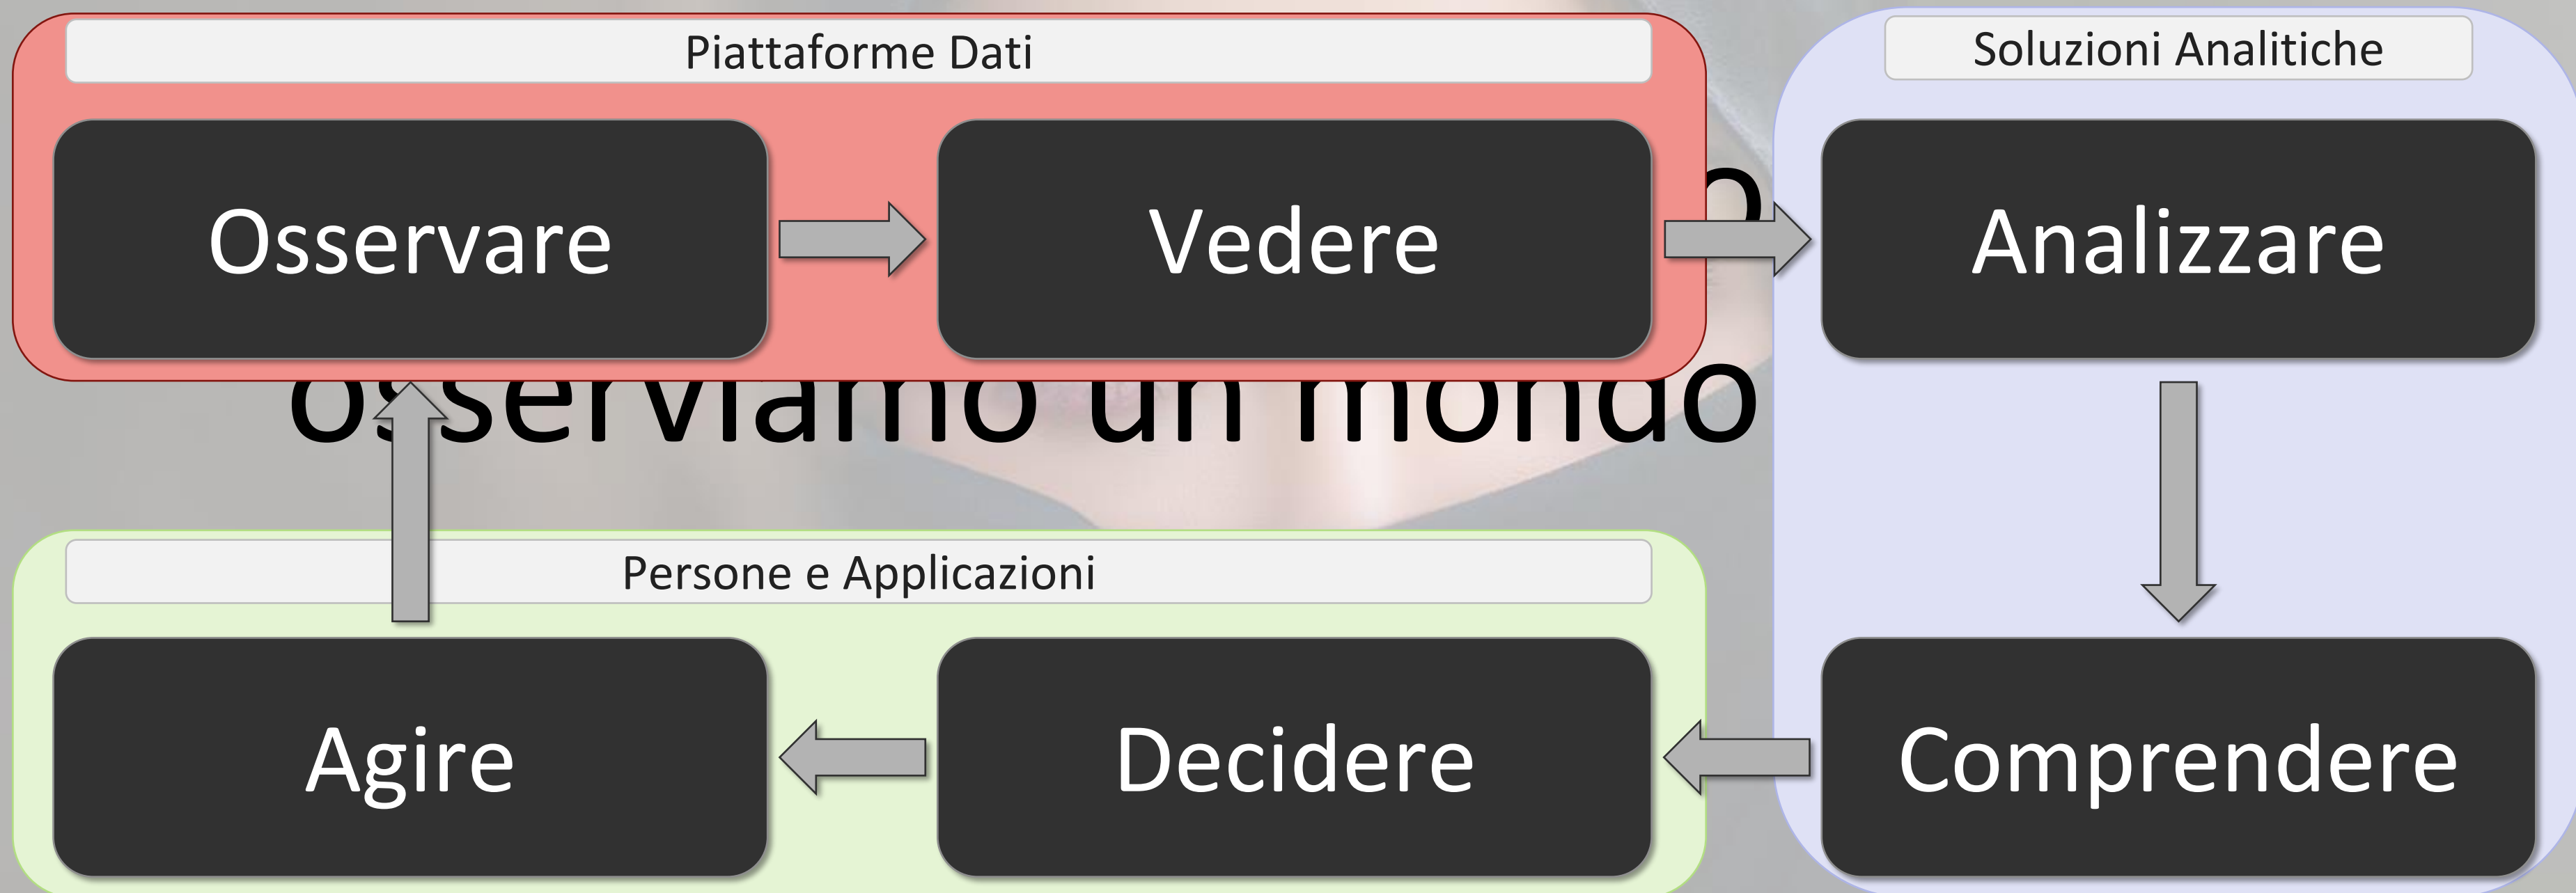 Piattaforme Dati
Soluzioni Analitiche
Osservare
Vedere
Analizzare
osserviamo un mondo
Persone e Applicazioni
Agire
Decidere
Comprendere